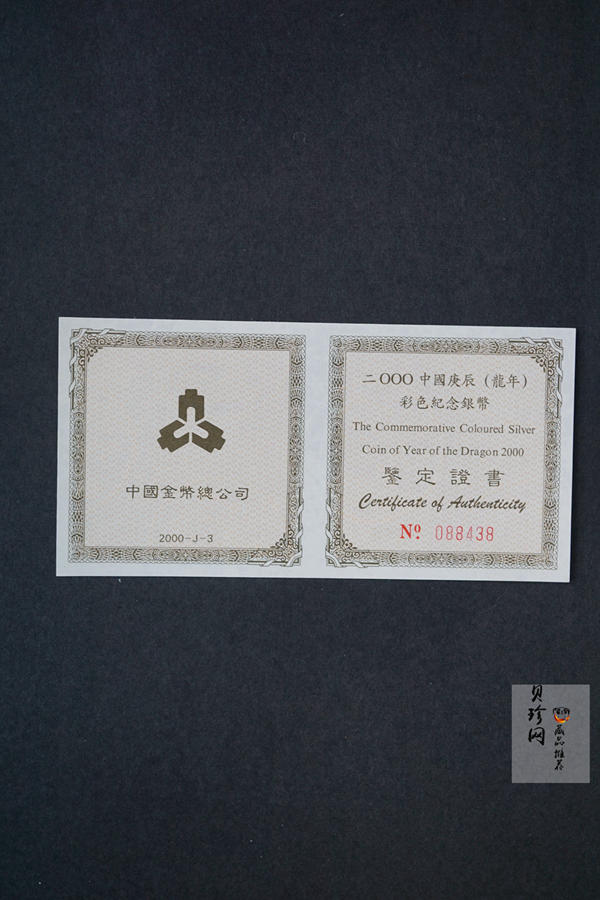 中國金幣總公司
2000-J-3
二OOO 中國庚辰（龍年）
彩色紀念銀幣
The Commemorative Coloured Silver
Coin of Year of the Dragon 2000
鑒定證書
Certificate of Authenticity
Nº 088438
贝珍网
藏品推荐